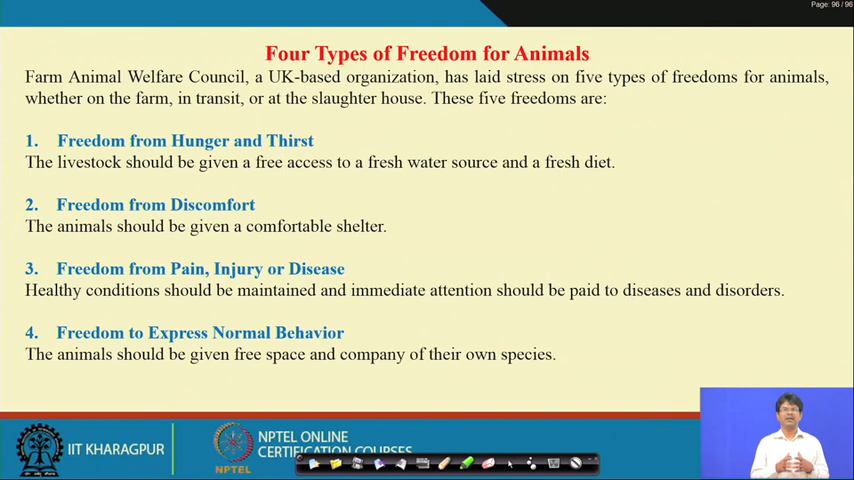 Page: 96 / 96
Four Types of Freedom for Animals
Farm Animal Welfare Council, a UK-based organization, has laid stress on five types of freedoms for animals,
whether on the farm, in transit, or at the slaughter house. These five freedoms are:
1. Freedom from Hunger and Thirst
The livestock should be given a free access to a fresh water source and a fresh diet.
2. Freedom from Discomfort
The animals should be given a comfortable shelter.
3. Freedom from Pain, Injury or Disease
Healthy conditions should be maintained and immediate attention should be paid to diseases and disorders.
4. Freedom to Express Normal Behavior
The animals should be given free space and company of their own species.
IIT KHARAGPUR
NPTEL
NPTEL ONLINE
CERTIFICATION COURSES